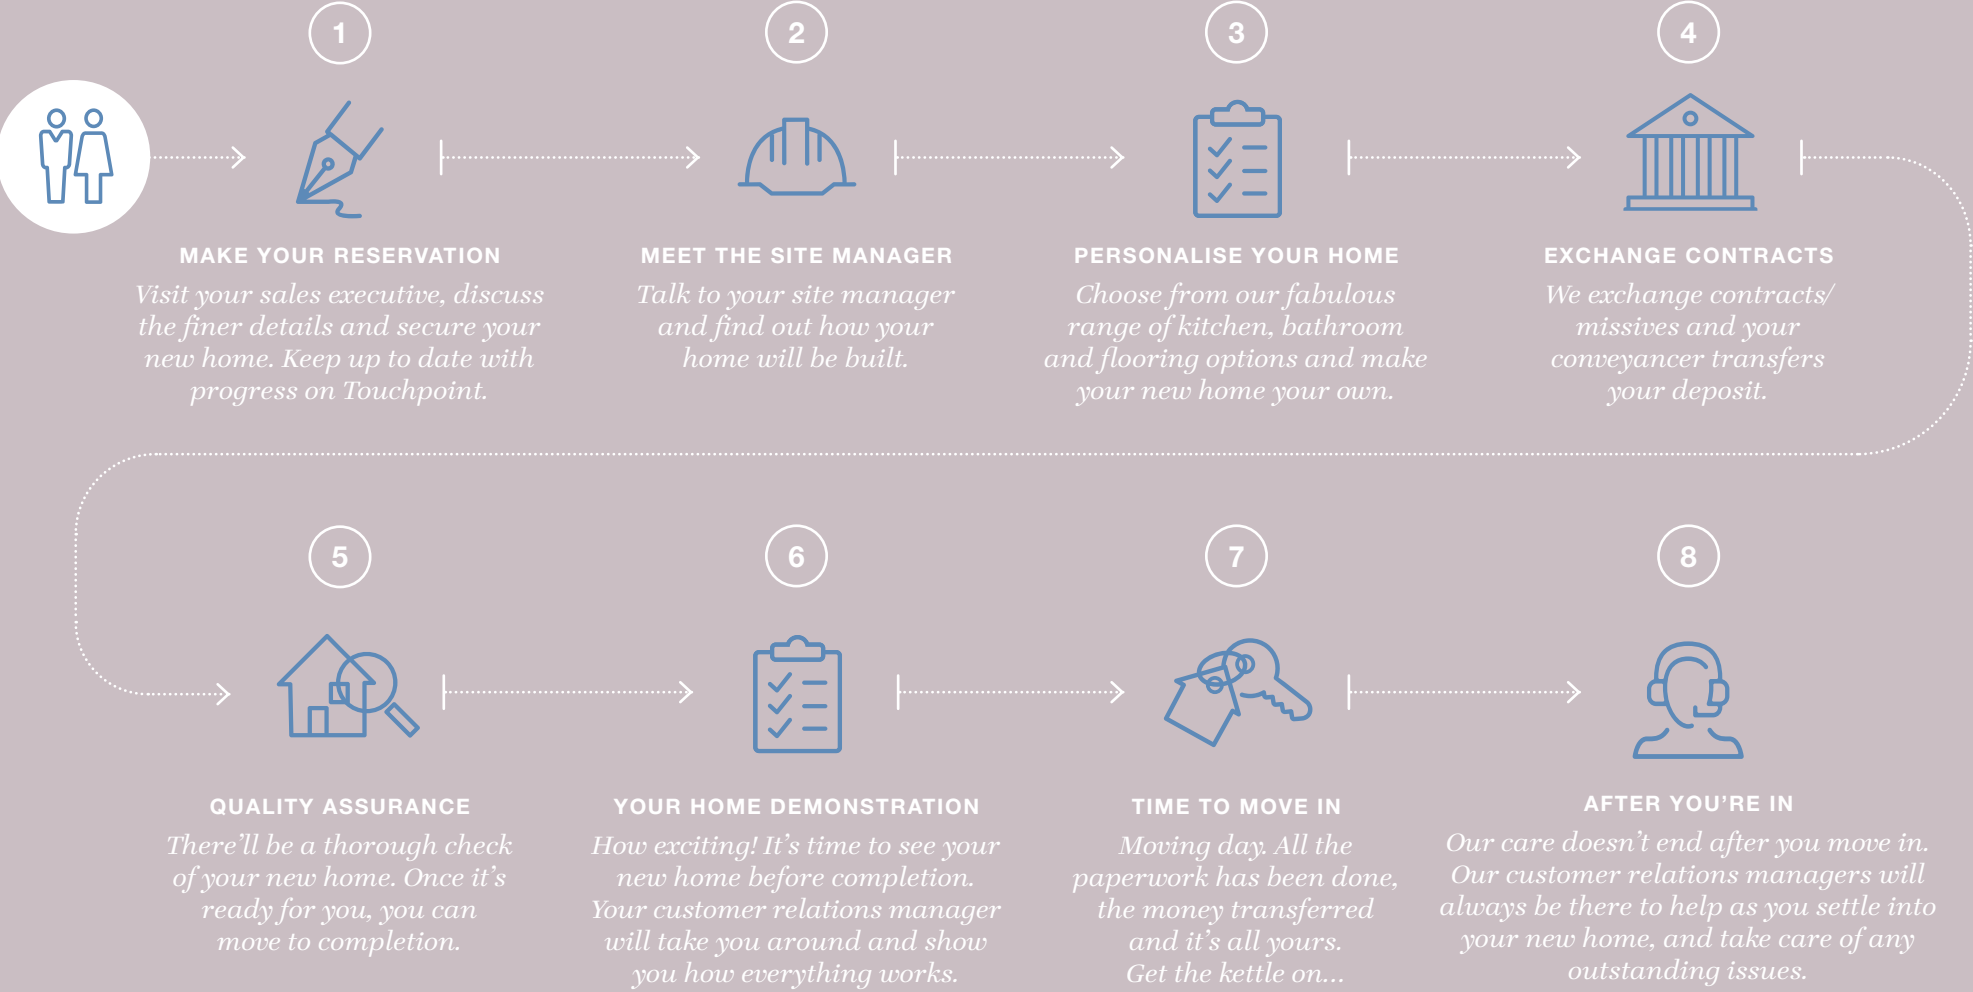 1
MAKE YOUR RESERVATION
Visit your sales executive, discuss
the finer details and secure your
new home. Keep up to date with
progress on Touchpoint.
2
MEET THE SITE MANAGER
Talk to your site manager
and find out how your
home will be built.
3
PERSONALISE YOUR HOME
Choose from our fabulous
range of kitchen, bathroom
and flooring options and make
your new home your own.
4
EXCHANGE CONTRACTS
We exchange contracts/
missives and your
conveyancer transfers
your deposit.
5
QUALITY ASSURANCE
There’ll be a thorough check
of your new home. Once it’s
ready for you, you can
move to completion.
6
YOUR HOME DEMONSTRATION
How exciting! It’s time to see your
new home before completion.
Your customer relations manager
will take you around and show
you how everything works.
7
TIME TO MOVE IN
Moving day. All the
paperwork has been done,
the money transferred
and it’s all yours.
Get the kettle on...
8
AFTER YOU’RE IN
Our care doesn’t end after you move in.
Our customer relations managers will
always be there to help as you settle into
your new home, and take care of any
outstanding issues.